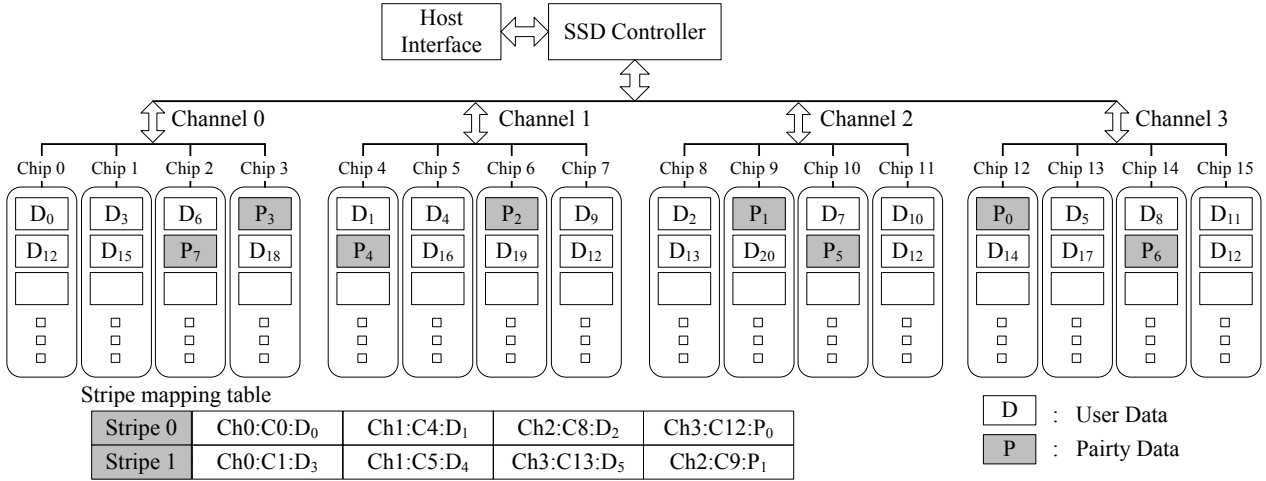 Host Interface
SSD Controller
Channel 0 Channel 1 Channel 2 Channel 3
Chip 0 Chip 1 Chip 2 Chip 3 Chip 4 Chip 5 Chip 6 Chip 7 Chip 8 Chip 9 Chip 10 Chip 11 Chip 12 Chip 13 Chip 14 Chip 15
D₀ D₃ D₆ P₃ D₁ D₄ P₂ D₉ D₂ P₁ D₇ D₁₀ P₀ D₅ D₈ D₁₁
D₁₂ D₁₅ P₇ D₁₈ P₄ D₁₆ D₁₉ D₁₂ D₁₃ D₂₀ P₅ D₁₂ D₁₄ D₁₇ P₆ D₁₂
Stripe mapping table
Stripe 0 Ch0:C0:D₀ Ch1:C4:D₁ Ch2:C8:D₂ Ch3:C12:P₀
Stripe 1 Ch0:C1:D₃ Ch1:C5:D₄ Ch3:C13:D₅ Ch2:C9:P₁
D : User Data
P : Pairty Data